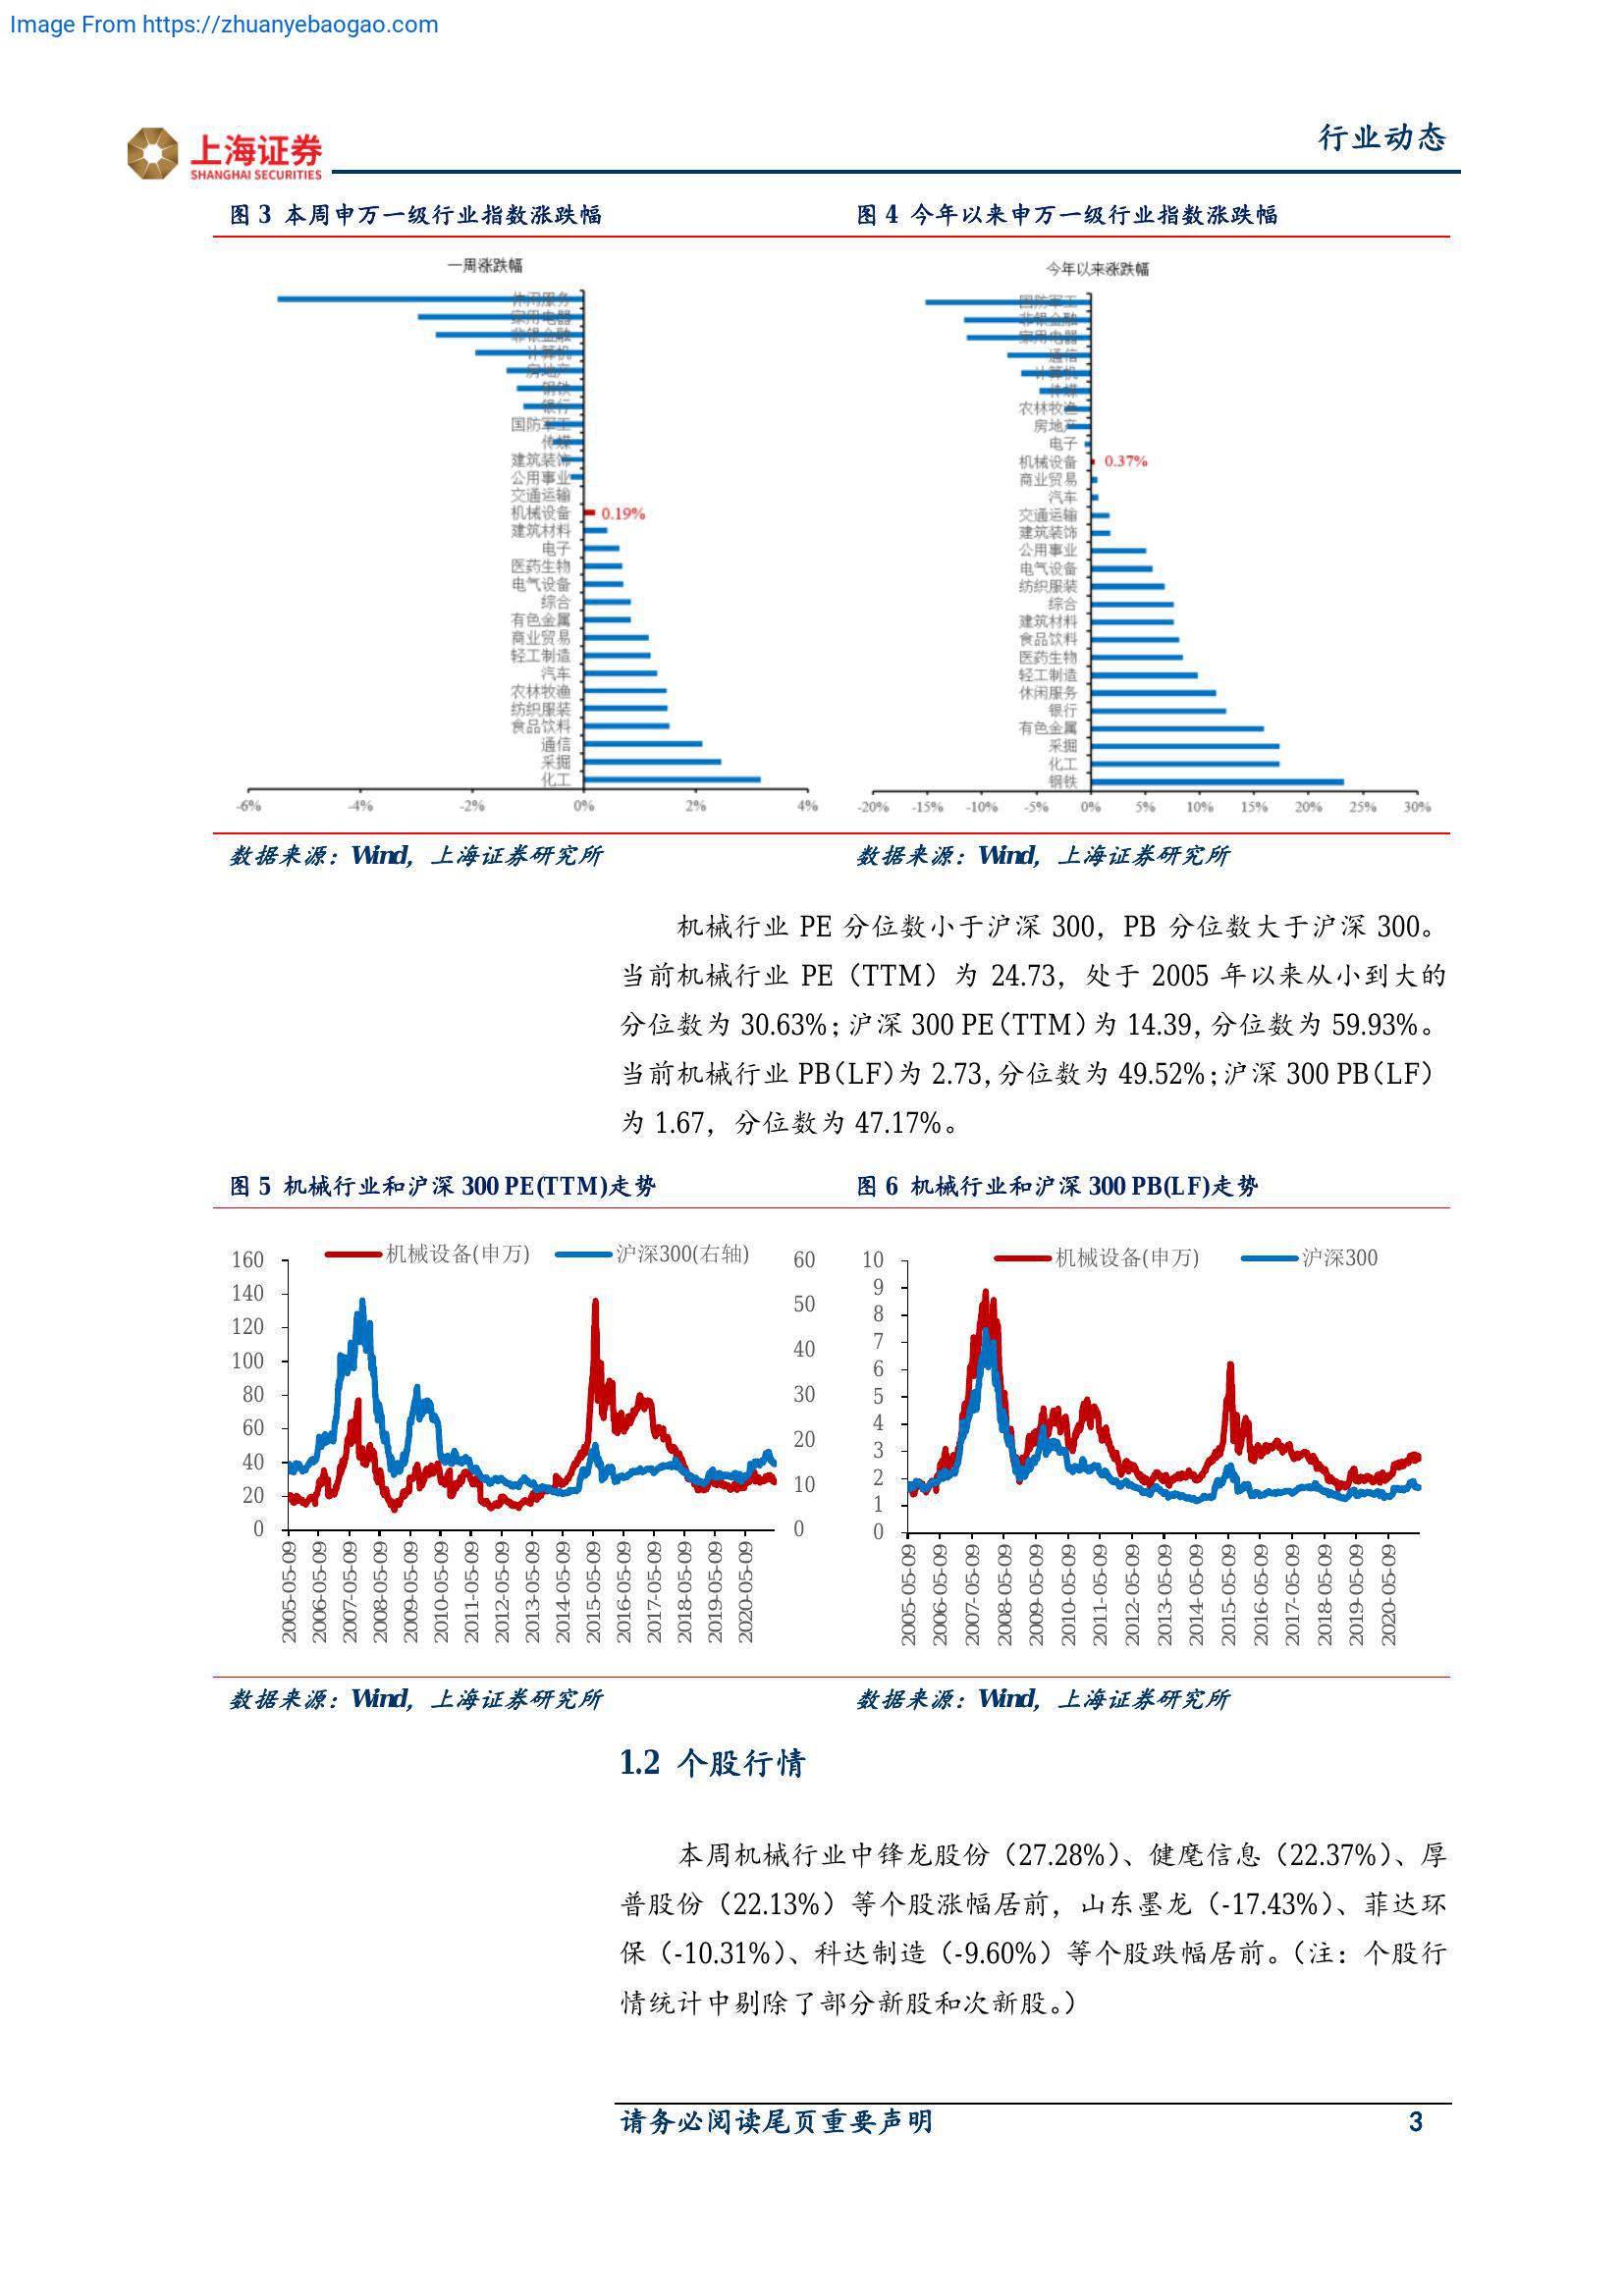 Image From https://zhuanyebaogao.com
上海证券
SHANGHAI SECURITIES
行业动态
图 3 本周申万一级行业指数涨跌幅
一周涨跌幅
休闲服务
家用电器
非银金融
计算机
房地产
钢铁
银行
国防军工
传媒
建筑装饰
公用事业
交通运输
机械设备 0.19%
建筑材料
电子
医药生物
电气设备
综合
有色金属
商业贸易
轻工制造
汽车
农林牧渔
纺织服装
食品饮料
通信
采掘
化工
-6% -4% -2% 0% 2% 4%
数据来源：Wind，上海证券研究所
图 4 今年以来申万一级行业指数涨跌幅
今年以来涨跌幅
国防军工
非银金融
家用电器
通信
计算机
传媒
农林牧渔
房地产
电子
机械设备 0.37%
商业贸易
汽车
交通运输
建筑装饰
公用事业
电气设备
纺织服装
综合
建筑材料
食品饮料
医药生物
轻工制造
休闲服务
银行
有色金属
采掘
化工
钢铁
-20% -15% -10% -5% 0% 5% 10% 15% 20% 25% 30%
数据来源：Wind，上海证券研究所
机械行业 PE 分位数小于沪深 300，PB 分位数大于沪深 300。
当前机械行业 PE（TTM）为 24.73，处于 2005 年以来从小到大的
分位数为 30.63%；沪深 300 PE（TTM）为 14.39，分位数为 59.93%。
当前机械行业 PB（LF）为 2.73，分位数为 49.52%；沪深 300 PB（LF）
为 1.67，分位数为 47.17%。
图 5 机械行业和沪深 300 PE(TTM)走势
机械设备(申万) 沪深300(右轴)
160
140
120
100
80
60
40
20
0
60
50
40
30
20
10
0
2005-05-09
2006-05-09
2007-05-09
2008-05-09
2009-05-09
2010-05-09
2011-05-09
2012-05-09
2013-05-09
2014-05-09
2015-05-09
2016-05-09
2017-05-09
2018-05-09
2019-05-09
2020-05-09
数据来源：Wind，上海证券研究所
图 6 机械行业和沪深 300 PB(LF)走势
机械设备(申万) 沪深300
10
9
8
7
6
5
4
3
2
1
0
2005-05-09
2006-05-09
2007-05-09
2008-05-09
2009-05-09
2010-05-09
2011-05-09
2012-05-09
2013-05-09
2014-05-09
2015-05-09
2016-05-09
2017-05-09
2018-05-09
2019-05-09
2020-05-09
数据来源：Wind，上海证券研究所
1.2 个股行情
本周机械行业中锋龙股份（27.28%）、健麾信息（22.37%）、厚
普股份（22.13%）等个股涨幅居前，山东墨龙（-17.43%）、菲达环
保（-10.31%）、科达制造（-9.60%）等个股跌幅居前。（注：个股行
情统计中剔除了部分新股和次新股。）
请务必阅读尾页重要声明
3